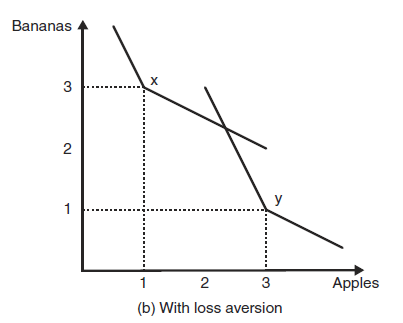 Bananas
x
3
2
y
1
1 2 3 Apples
(b) With loss aversion